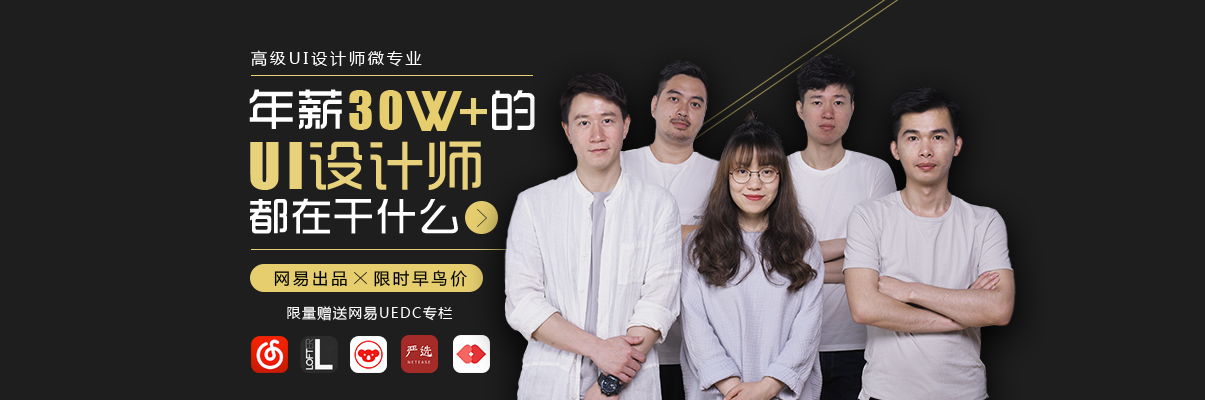 高级UI设计师微专业
年薪30W+的
UI设计师
都在干什么
网易出品×限时早鸟价
限量赠送网易UEDC专栏
LOFTER
严选
NETEASE